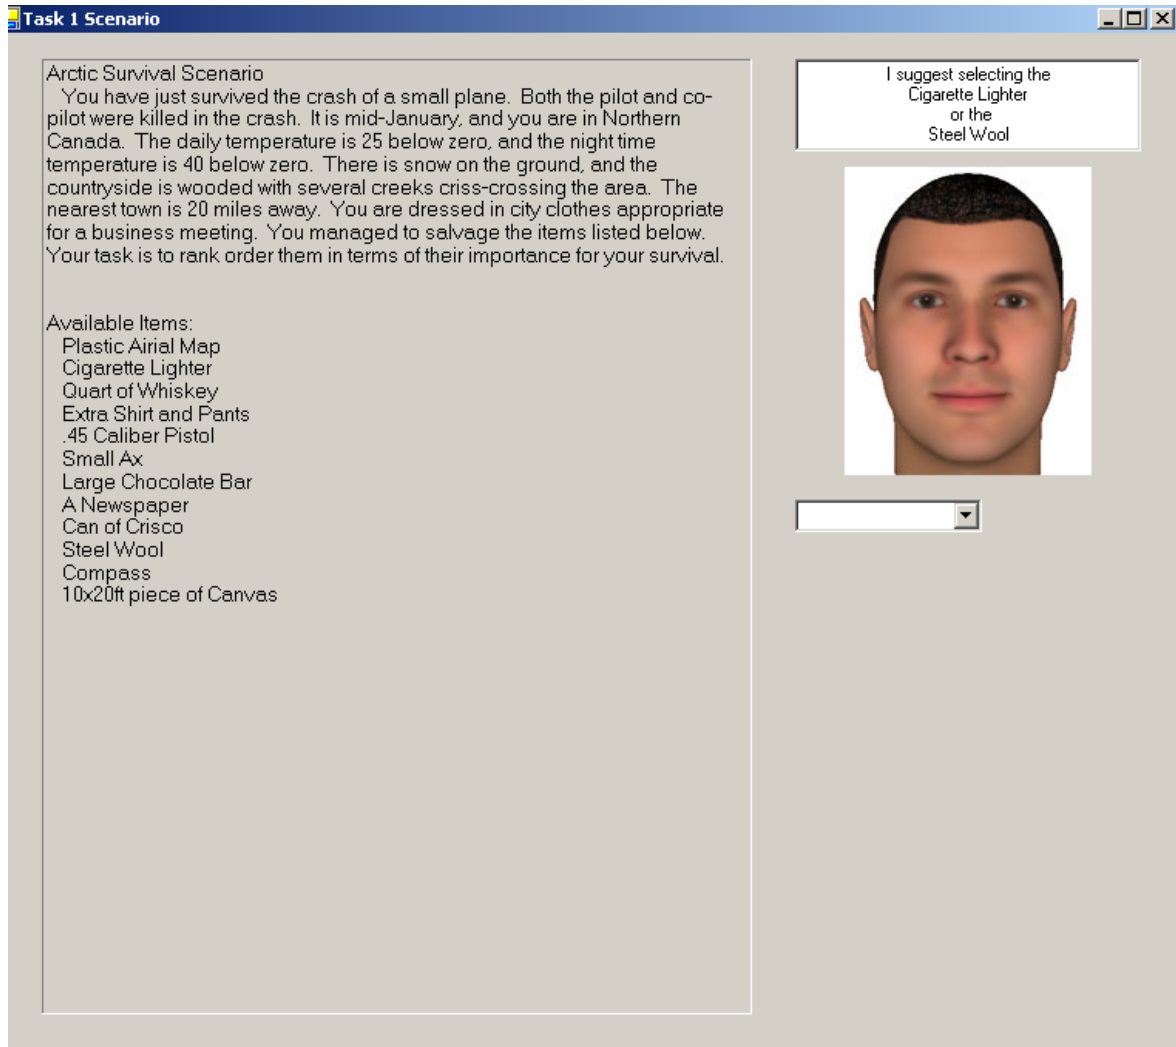 Task 1 Scenario
Arctic Survival Scenario
You have just survived the crash of a small plane. Both the pilot and co-
pilot were killed in the crash. It is mid-January, and you are in Northern
Canada. The daily temperature is 25 below zero, and the night time
temperature is 40 below zero. There is snow on the ground, and the
countryside is wooded with several creeks criss-crossing the area. The
nearest town is 20 miles away. You are dressed in city clothes appropriate
for a business meeting. You managed to salvage the items listed below.
Your task is to rank order them in terms of their importance for your survival.
Available Items:
Plastic Airial Map
Cigarette Lighter
Quart of Whiskey
Extra Shirt and Pants
.45 Caliber Pistol
Small Ax
Large Chocolate Bar
A Newspaper
Can of Crisco
Steel Wool
Compass
10x20ft piece of Canvas
I suggest selecting the
Cigarette Lighter
or the
Steel Wool